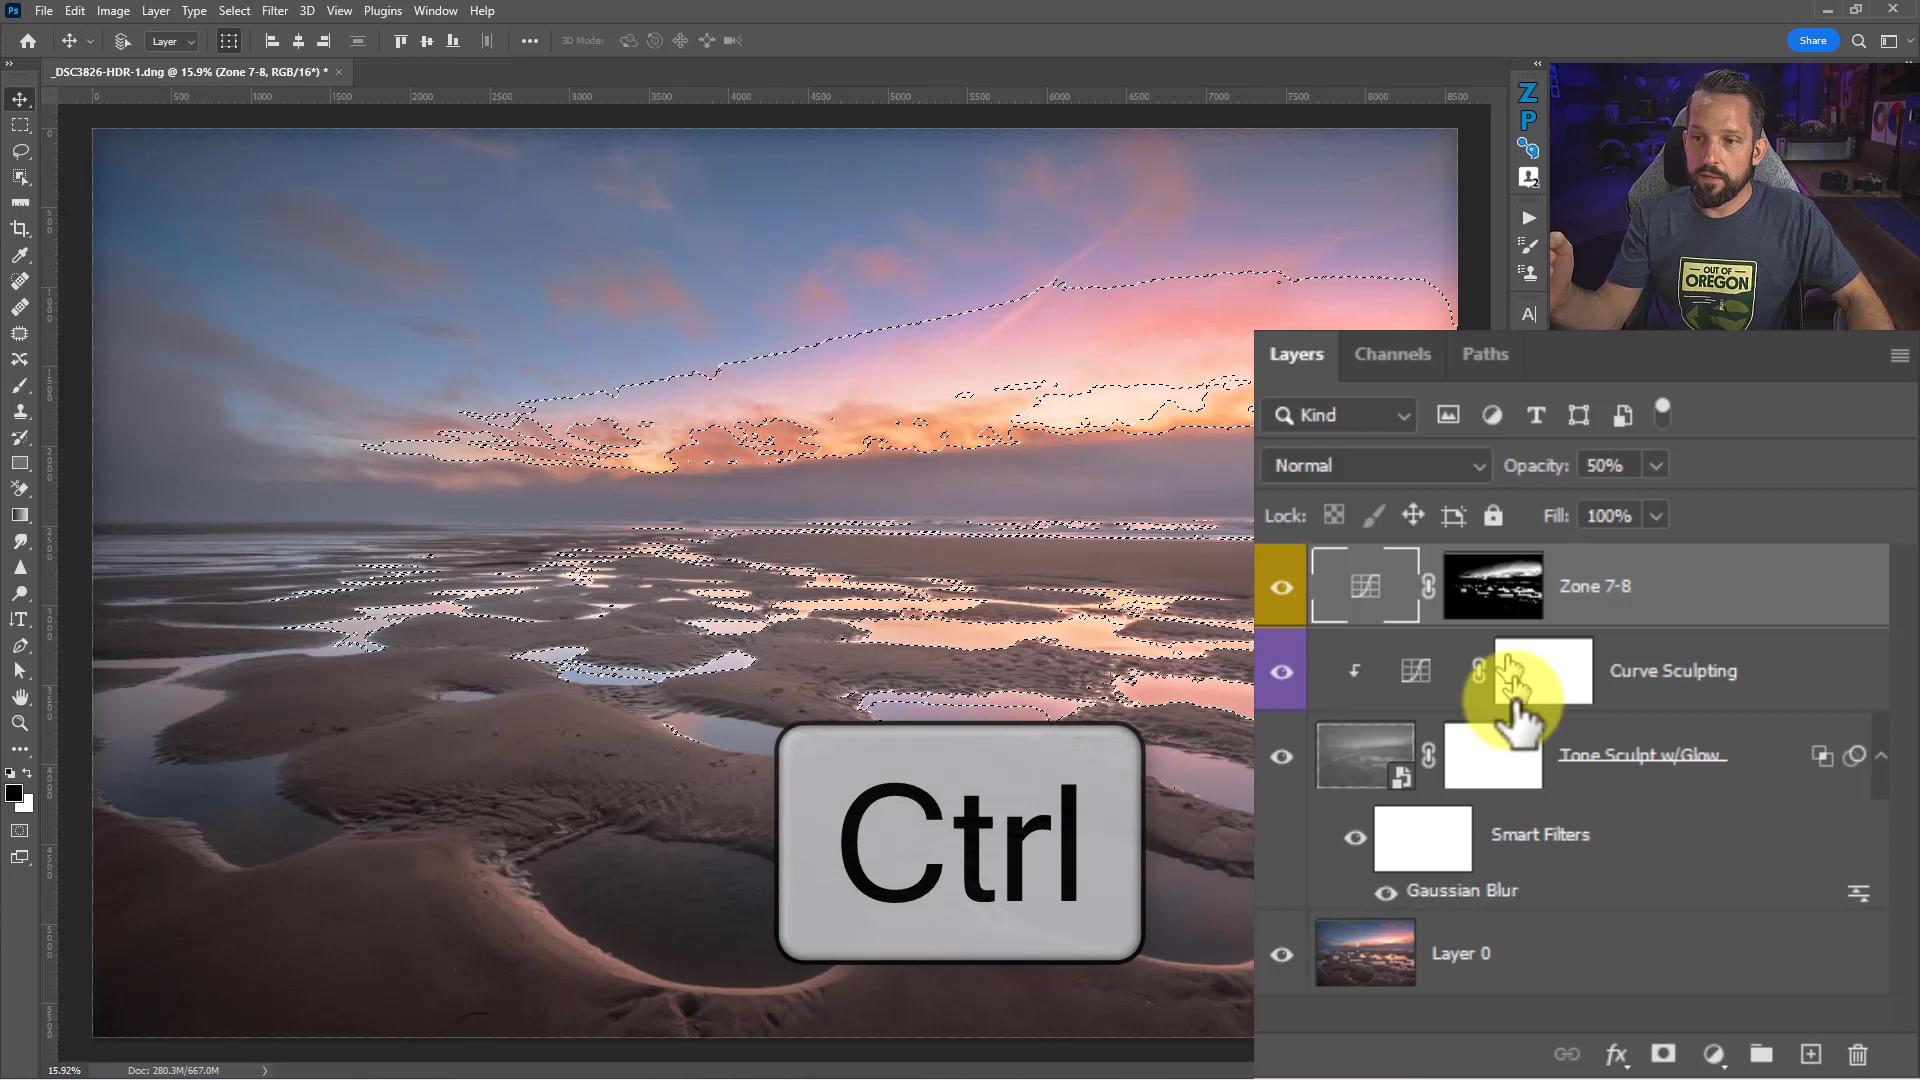 Ps File Edit Image Layer Type Select Filter 3D View Plugins Window Help
Layer 3D Mode: Share
_DSC3826-HDR-1.dng @ 15.9% (Zone 7-8, RGB/16*) *
0 500 1000 1500 2000 2500 3000 3500 4000 4500 5000 5500 6000 6500 7000 7500 8000 8500
Z
P
OUT OF
OREGON
A
Layers Channels Paths
Kind
Normal Opacity: 50%
Lock: Fill: 100%
Zone 7-8
Curve Sculpting
Tone Sculpt w/Glow
Smart Filters
Gaussian Blur
Layer 0
fx
Ctrl
15.92% Doc: 280.3M/667.0M